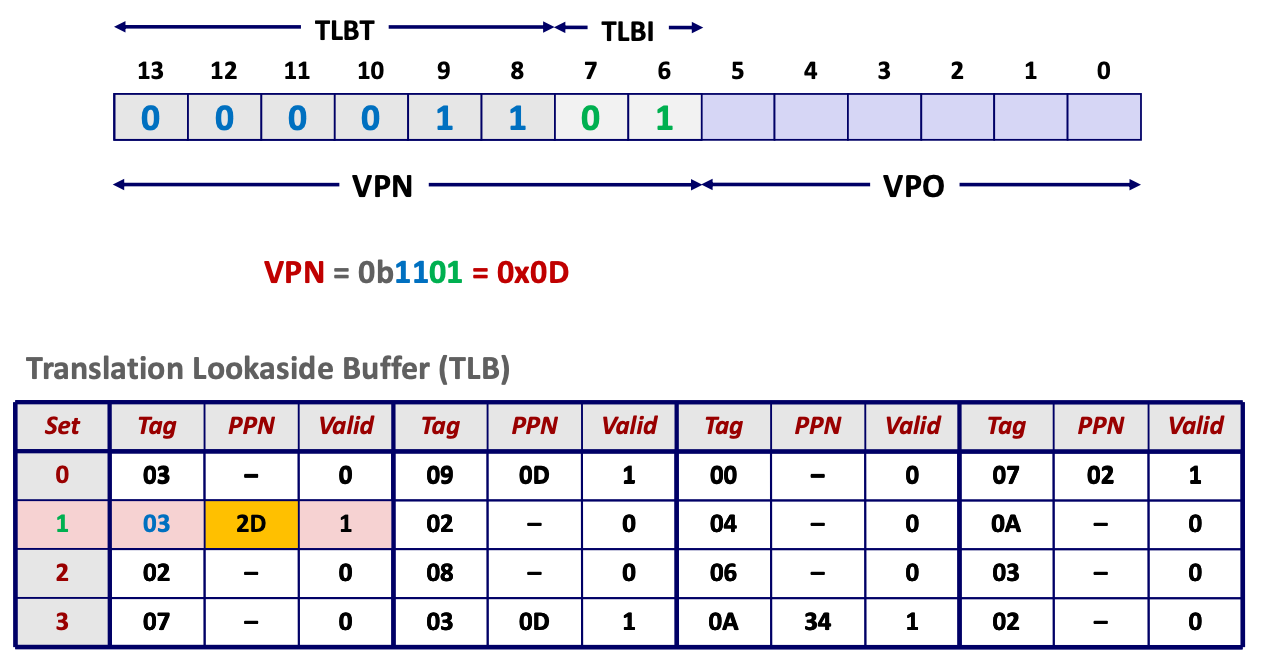 TLBT TLBI
13 12 11 10 9 8 7 6 5 4 3 2 1 0
0 0 0 0 1 1 0 1
VPN VPO
VPN = 0b1101 = 0x0D
Translation Lookaside Buffer (TLB)
Set Tag PPN Valid Tag PPN Valid Tag PPN Valid Tag PPN Valid
0 03 – 0 09 0D 1 00 – 0 07 02 1
1 03 2D 1 02 – 0 04 – 0 0A – 0
2 02 – 0 08 – 0 06 – 0 03 – 0
3 07 – 0 03 0D 1 0A 34 1 02 – 0